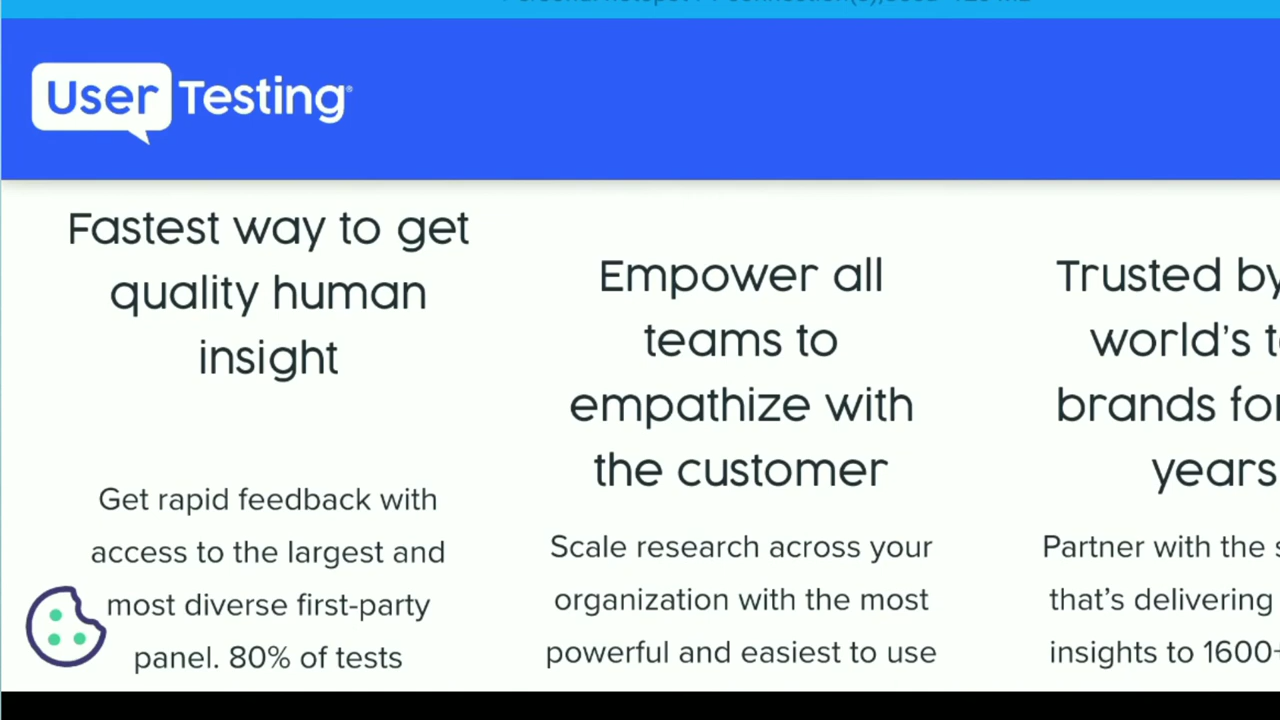 User Testing®
Fastest way to get
quality human
insight
Get rapid feedback with
access to the largest and
most diverse first-party
panel. 80% of tests
Empower all
teams to
empathize with
the customer
Scale research across your
organization with the most
powerful and easiest to use
Trusted by
world's
brands for
years
Partner with the
that's delivering
insights to 1600+